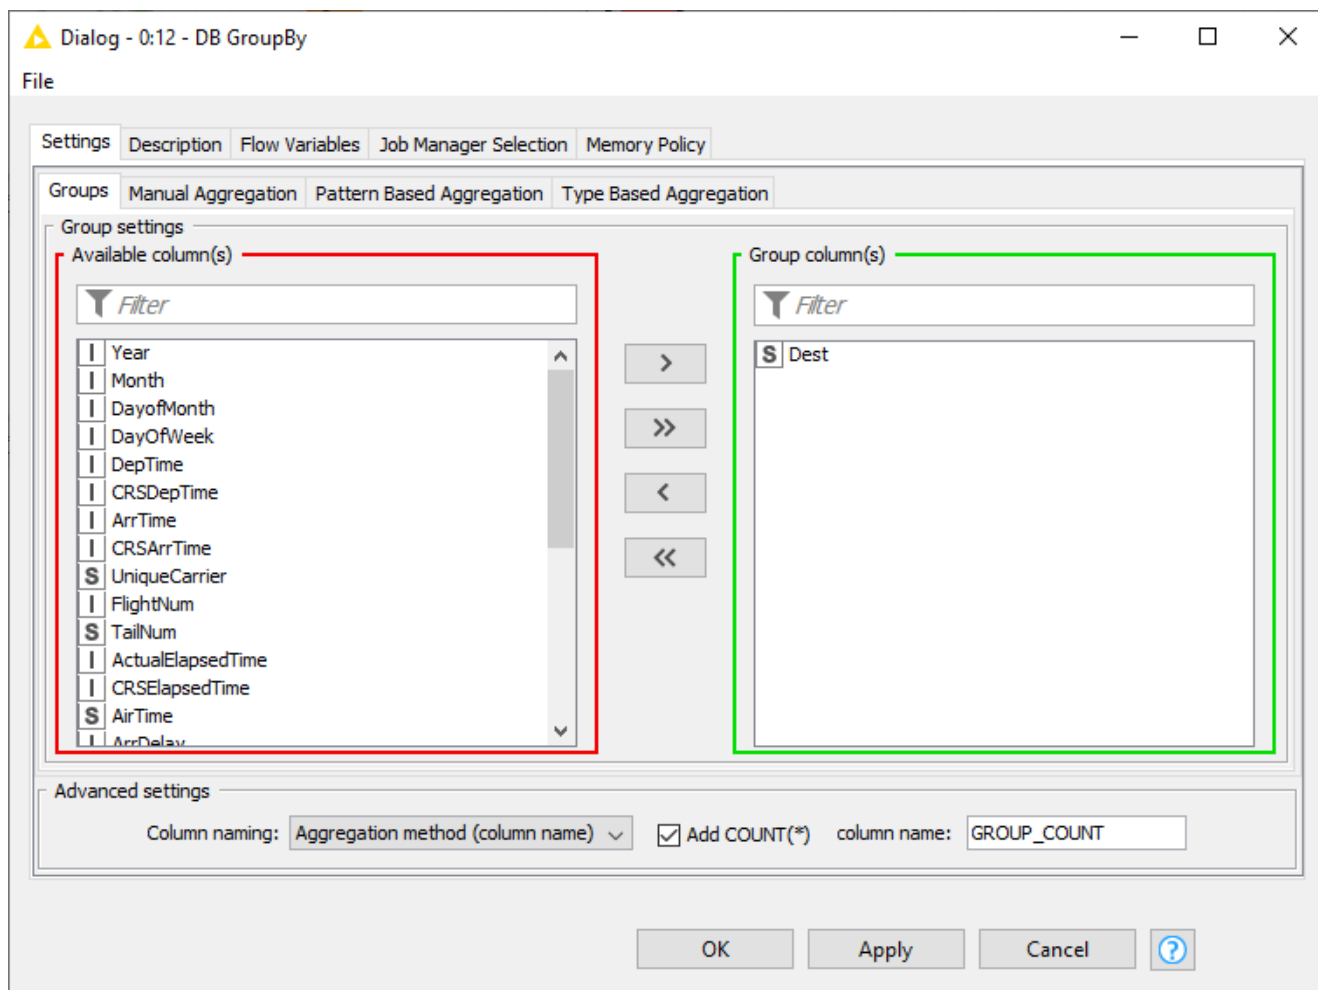 Dialog - 0:12 - DB GroupBy
File
Settings Description Flow Variables Job Manager Selection Memory Policy
Groups Manual Aggregation Pattern Based Aggregation Type Based Aggregation
Group settings
Available column(s) Group column(s)
Filter Filter
I Year S Dest
I Month
I DayofMonth
I DayOfWeek
I DepTime
I CRSDepTime
I ArrTime
I CRSArrTime
S UniqueCarrier
I FlightNum
S TailNum
I ActualElapsedTime
I CRSElapsedTime
S AirTime
I ArrDelay
> >> < <<
Advanced settings
Column naming: Aggregation method (column name) Add COUNT(*) column name: GROUP_COUNT
OK Apply Cancel ?